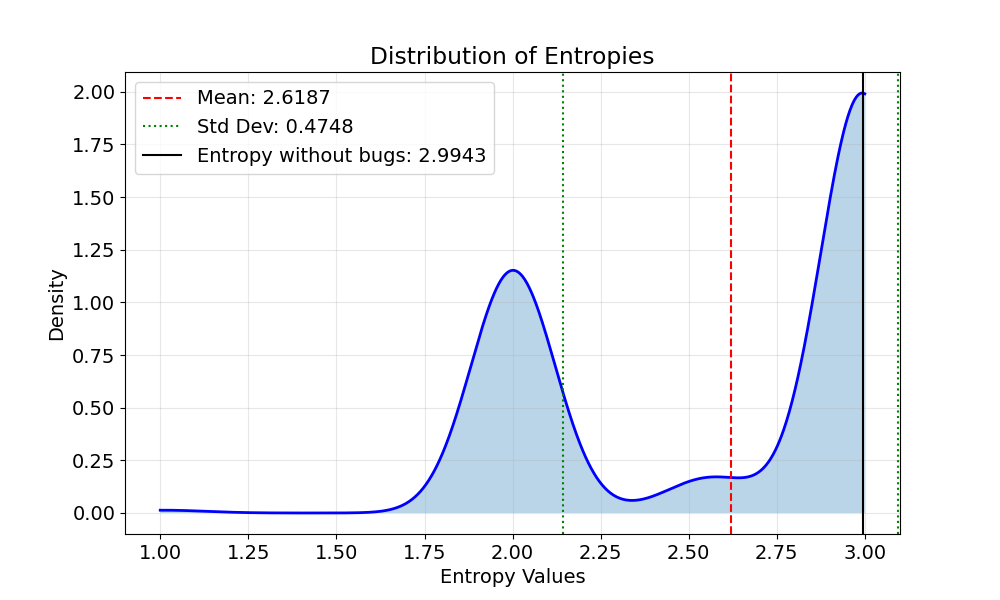 Distribution of Entropies
Mean: 2.6187
Std Dev: 0.4748
Entropy without bugs: 2.9943
Density
2.00
1.75
1.50
1.25
1.00
0.75
0.50
0.25
0.00
1.00 1.25 1.50 1.75 2.00 2.25 2.50 2.75 3.00
Entropy Values